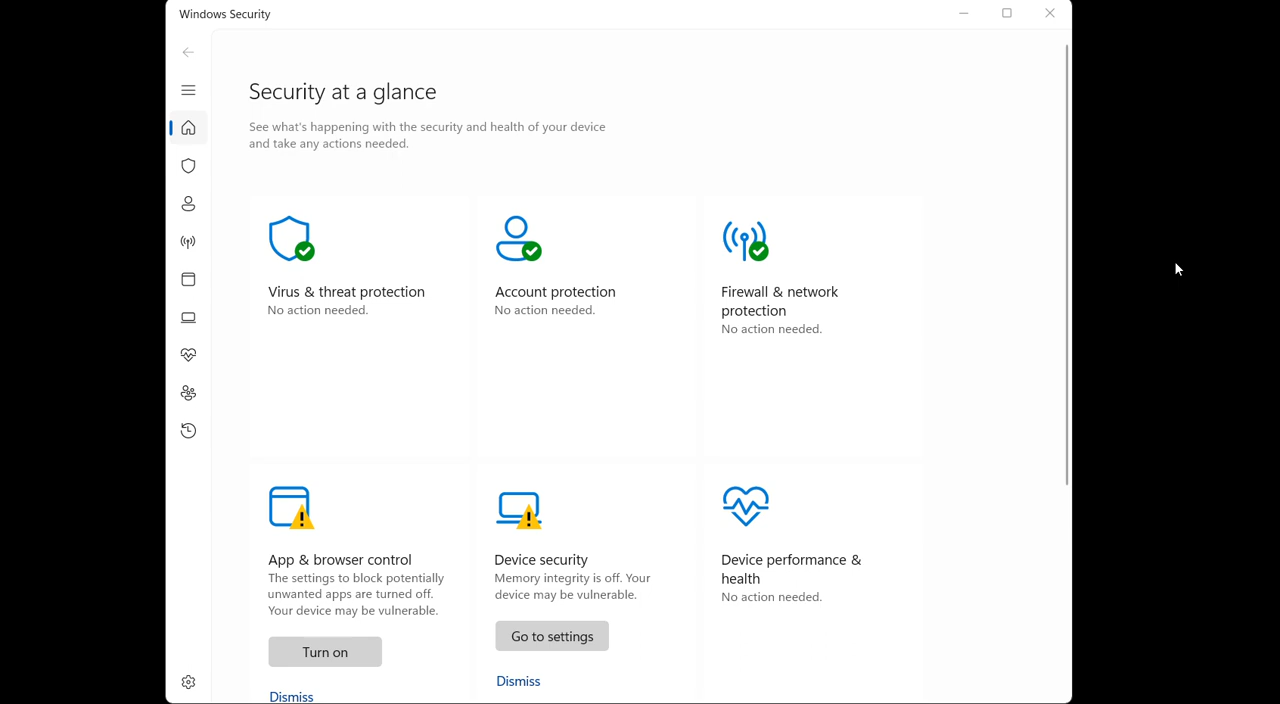 Windows Security
Security at a glance
See what's happening with the security and health of your device
and take any actions needed.
Virus & threat protection
No action needed.
Account protection
No action needed.
Firewall & network
protection
No action needed.
App & browser control
The settings to block potentially
unwanted apps are turned off.
Your device may be vulnerable.
Turn on
Dismiss
Device security
Memory integrity is off. Your
device may be vulnerable.
Go to settings
Dismiss
Device performance &
health
No action needed.